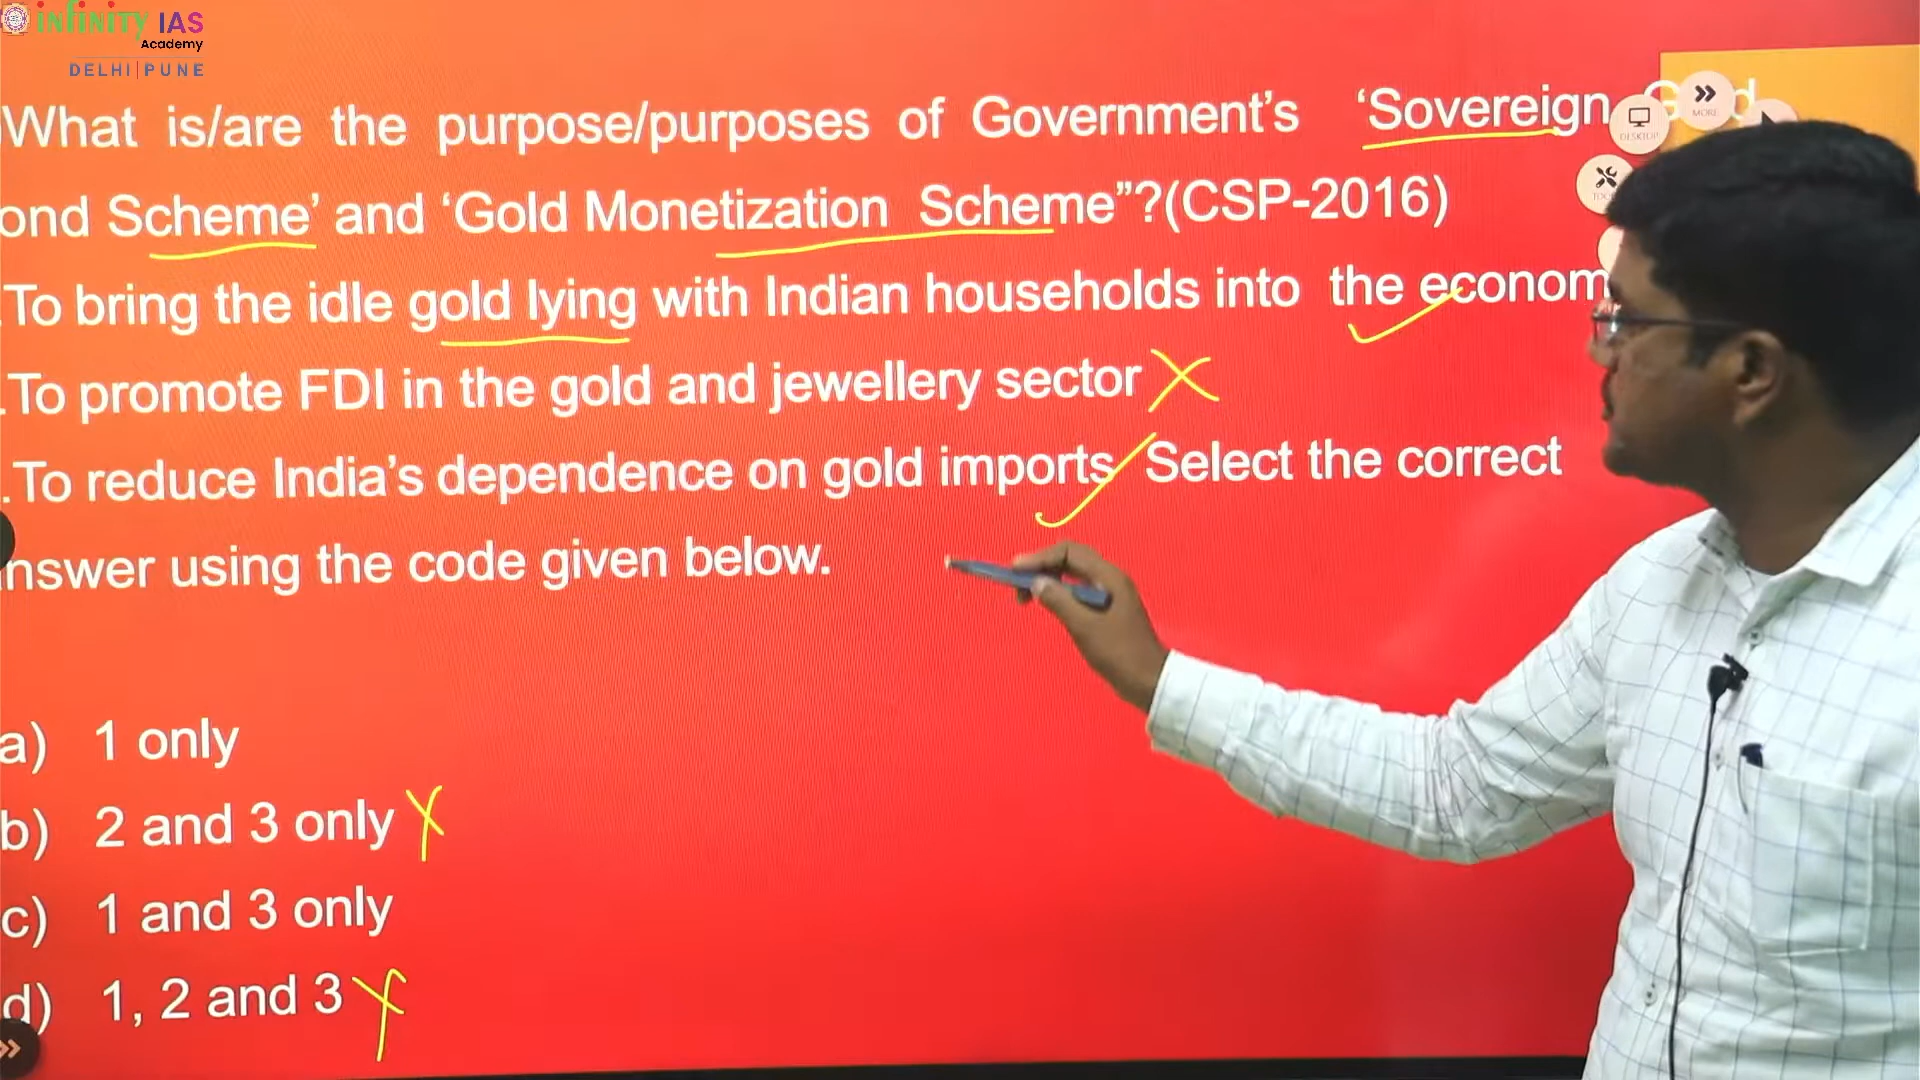 infinity IAS
Academy
DELHI|PUNE
What is/are the purpose/purposes of Government’s ‘Sovereign
ond Scheme’ and ‘Gold Monetization Scheme”?(CSP-2016)
.To bring the idle gold lying with Indian households into the econom
.To promote FDI in the gold and jewellery sector
.To reduce India’s dependence on gold imports Select the correct
nswer using the code given below.
a) 1 only
b) 2 and 3 only
c) 1 and 3 only
d) 1, 2 and 3
DESKTOP
MORE